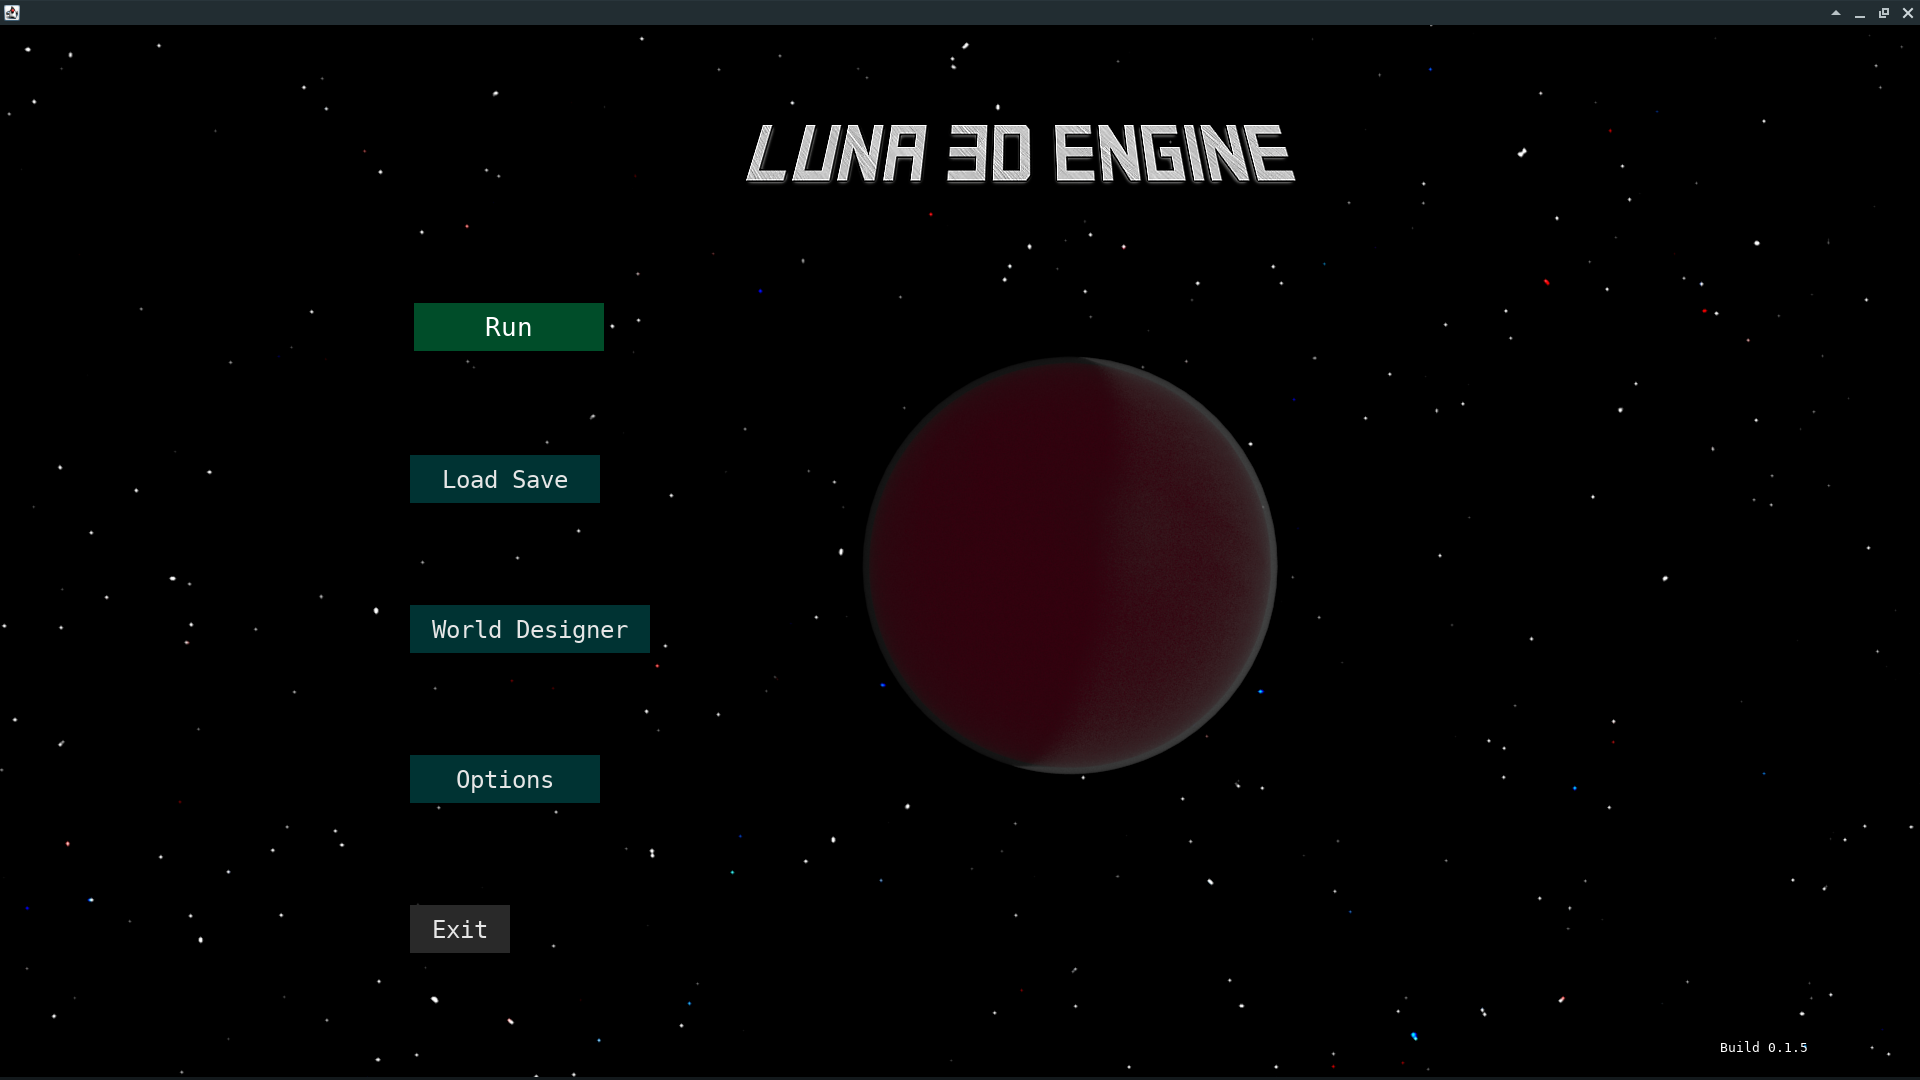 LUNA 3D ENGINE
Run
Load Save
World Designer
Options
Exit
Build 0.1.5